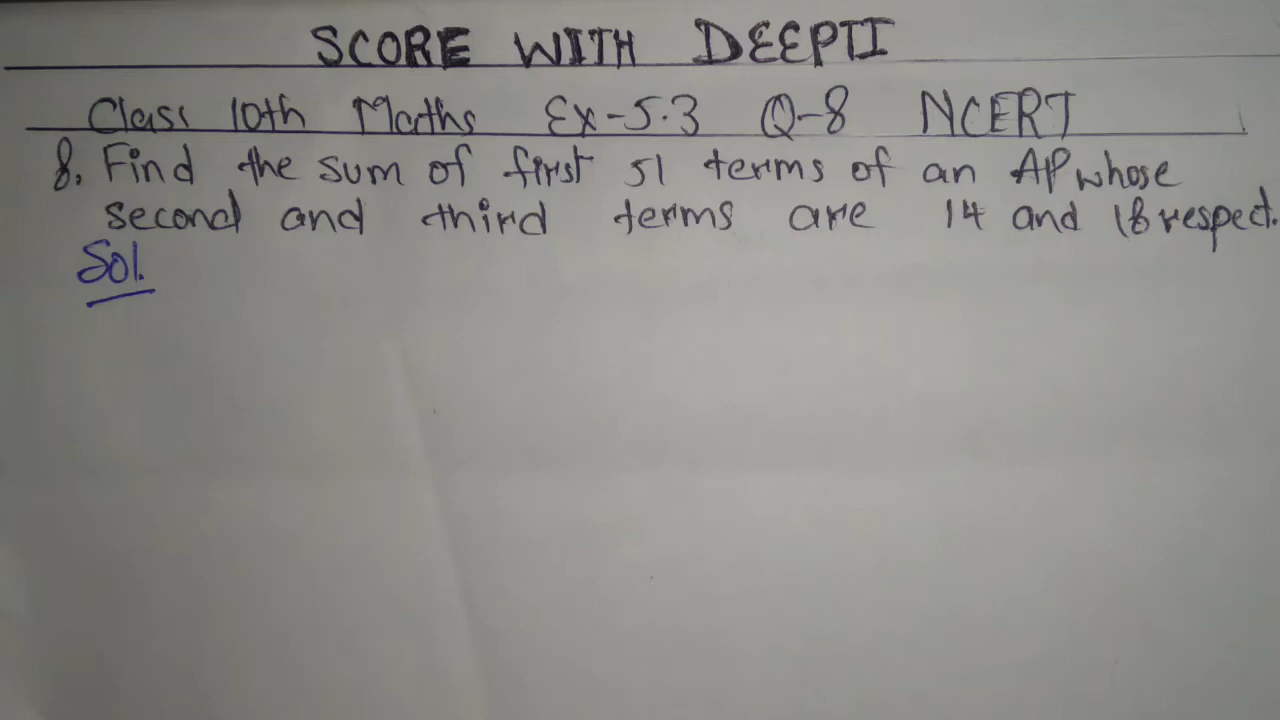 SCORE WITH DEEPTI
Class 10th Maths Ex-5.3 Q-8 NCERT
8. Find the sum of first 51 terms of an AP whose
second and third terms are 14 and 18 respect.
Sol.